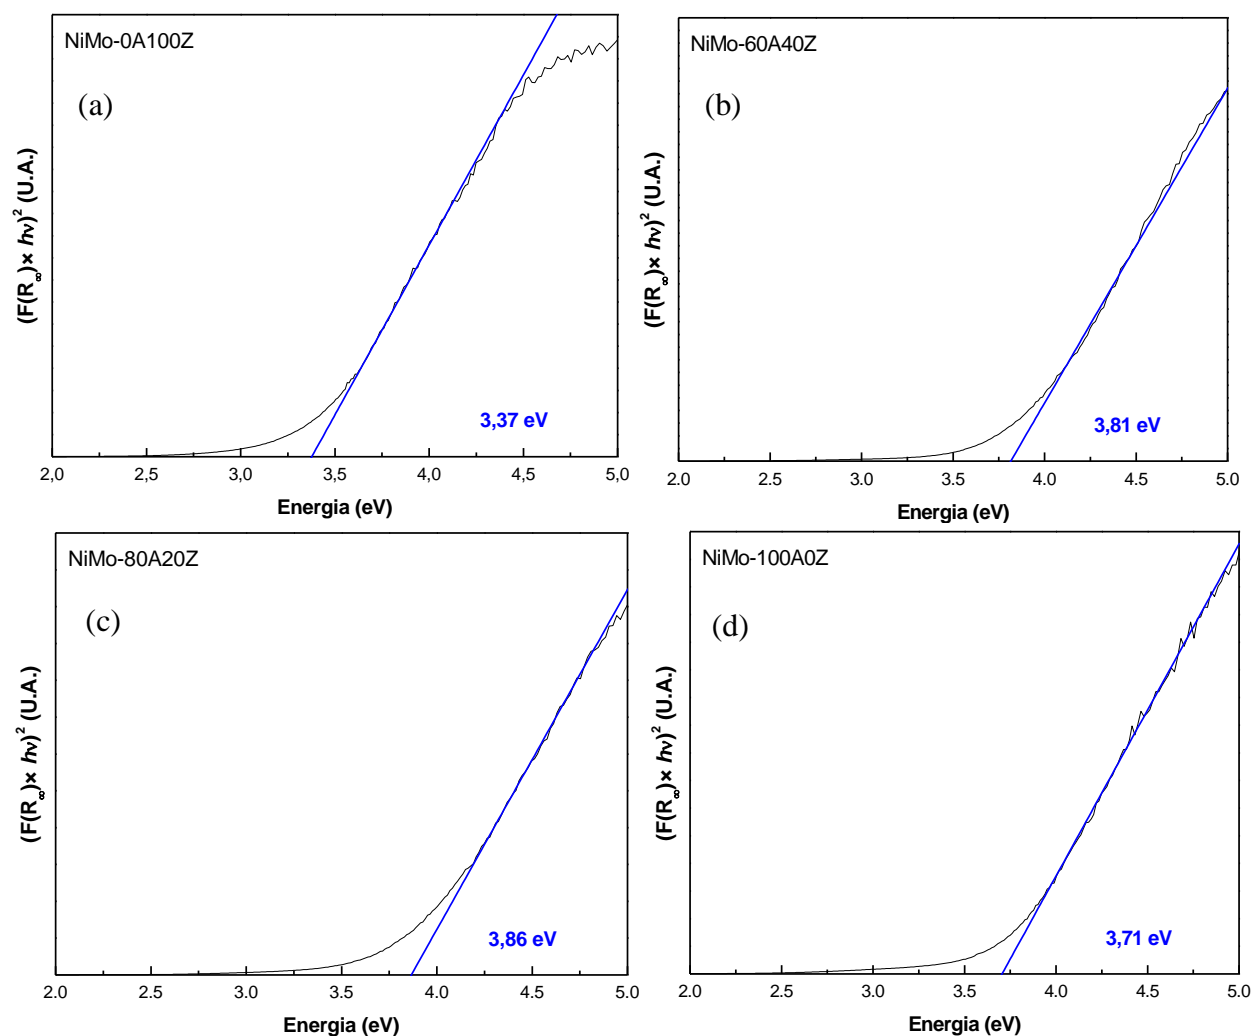 NiMo-0A100Z
(a)
(F(R∞)× hν)² (U.A.)
3,37 eV
2.0 2.5 3.0 3.5 4.0 4.5 5,0
Energia (eV)
NiMo-60A40Z
(b)
(F(R∞)× hν)² (U.A.)
3,81 eV
2.0 2.5 3.0 3.5 4.0 4.5 5.0
Energia (eV)
NiMo-80A20Z
(c)
(F(R∞)× hν)² (U.A.)
3,86 eV
2.0 2.5 3.0 3.5 4.0 4.5 5.0
Energia (eV)
NiMo-100A0Z
(d)
(F(R∞)× hν)² (U.A.)
3,71 eV
2.0 2.5 3.0 3.5 4.0 4.5 5.0
Energia (eV)